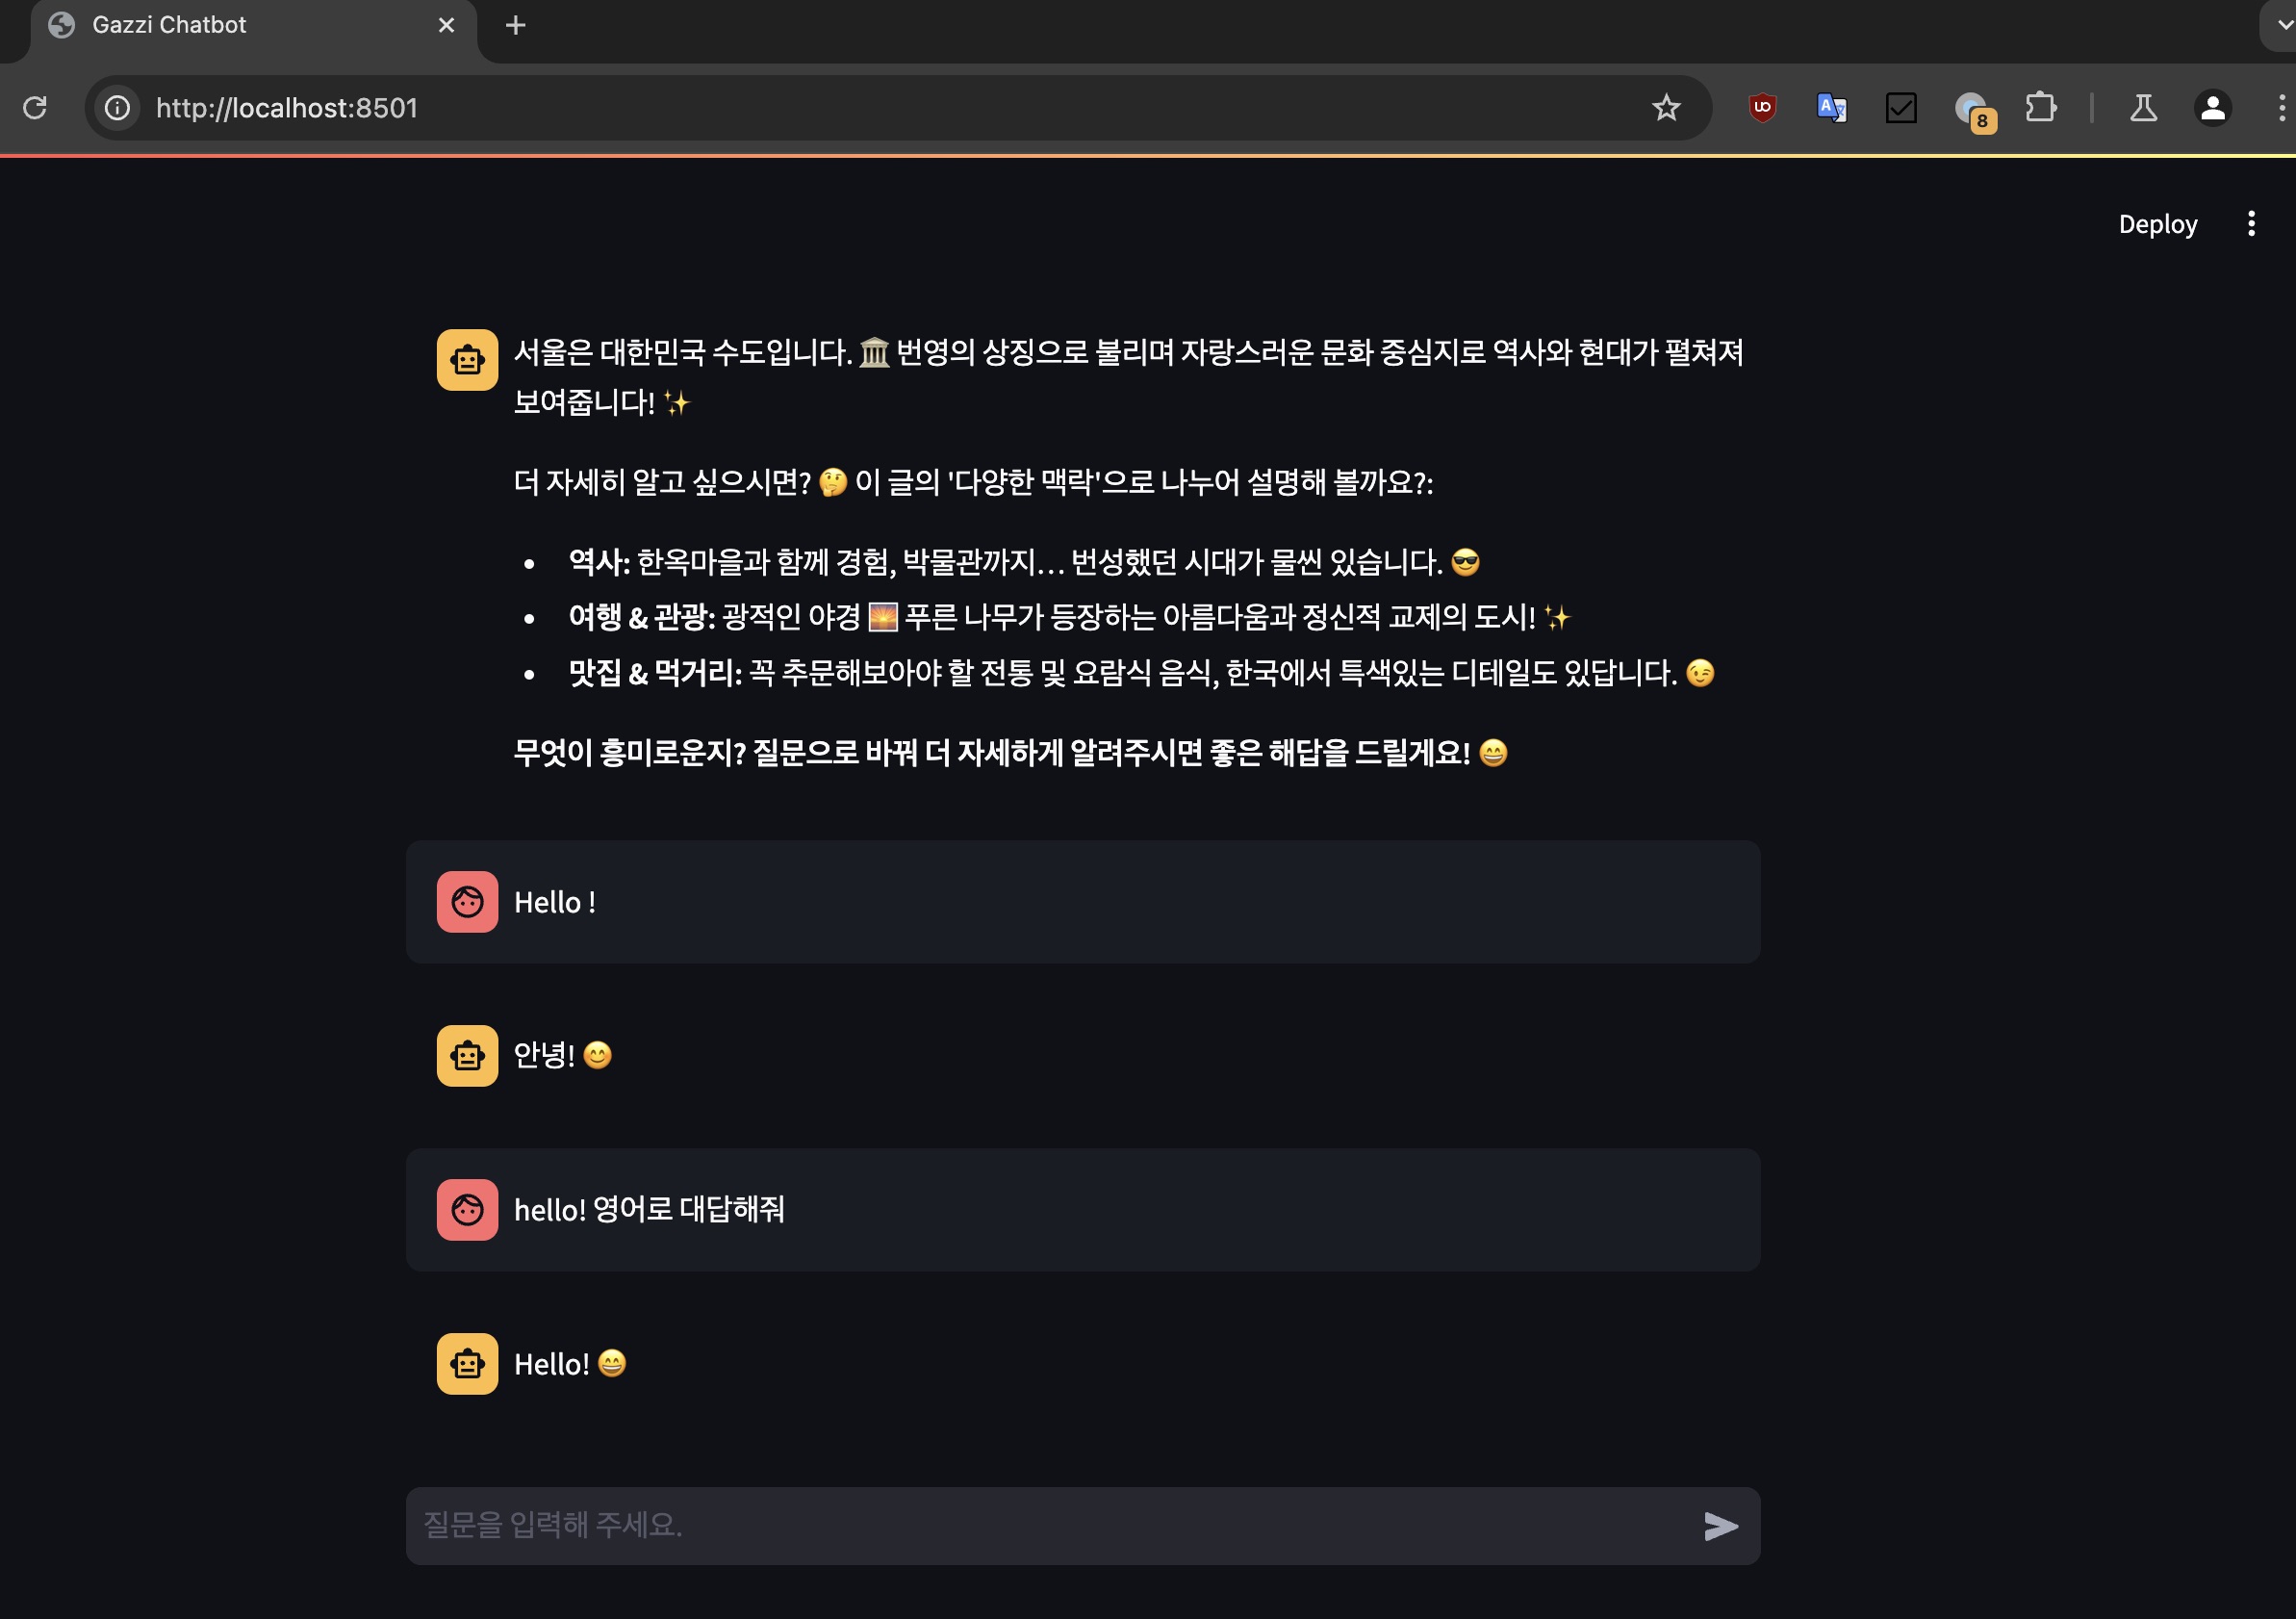 Gazzi Chatbot
http://localhost:8501
8
Deploy
서울은 대한민국 수도입니다. 🏛️ 번영의 상징으로 불리며 자랑스러운 문화 중심지로 역사와 현대가 펼쳐져
보여줍니다! ✨
더 자세히 알고 싶으시면? 🤔 이 글의 '다양한 맥락'으로 나누어 설명해 볼까요?:
• 역사: 한옥마을과 함께 경험, 박물관까지... 번성했던 시대가 물씬 있습니다. 😎
• 여행 & 관광: 광적인 야경 🌇 푸른 나무가 등장하는 아름다움과 정신적 교제의 도시! ✨
• 맛집 & 먹거리: 꼭 추문해보아야 할 전통 및 요람식 음식, 한국에서 특색있는 디테일도 있답니다. 😉
무엇이 흥미로운지? 질문으로 바꿔 더 자세하게 알려주시면 좋은 해답을 드릴게요! 😄
Hello !
안녕! 😊
hello! 영어로 대답해줘
Hello! 😄
질문을 입력해 주세요.